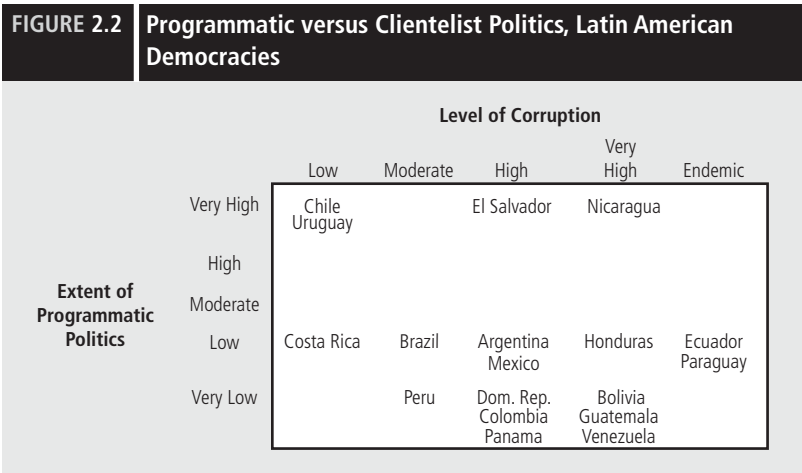 FIGURE 2.2 Programmatic versus Clientelist Politics, Latin American
Democracies
Level of Corruption
Low Moderate High Very High Endemic
Very High Chile El Salvador Nicaragua
Uruguay
High
Extent of Programmatic Politics
Moderate
Low Costa Rica Brazil Argentina Honduras Ecuador
Mexico Paraguay
Very Low Peru Dom. Rep. Bolivia
Colombia Guatemala
Panama Venezuela